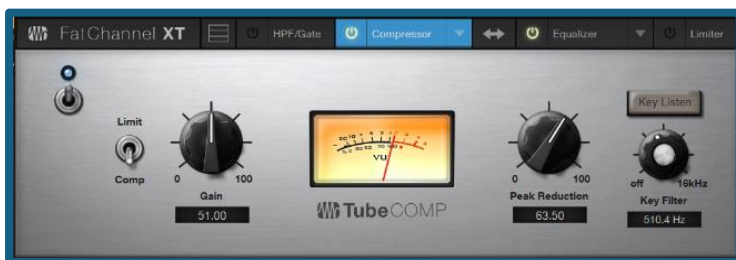 FatChannel XT
HPF/Gate
Compressor
Equalizer
Limiter
Limit
Comp
0 100
Gain
51.00
VU
TubeCOMP
0 100
Peak Reduction
63.50
Key Listen
off 16kHz
Key Filter
510.4 Hz